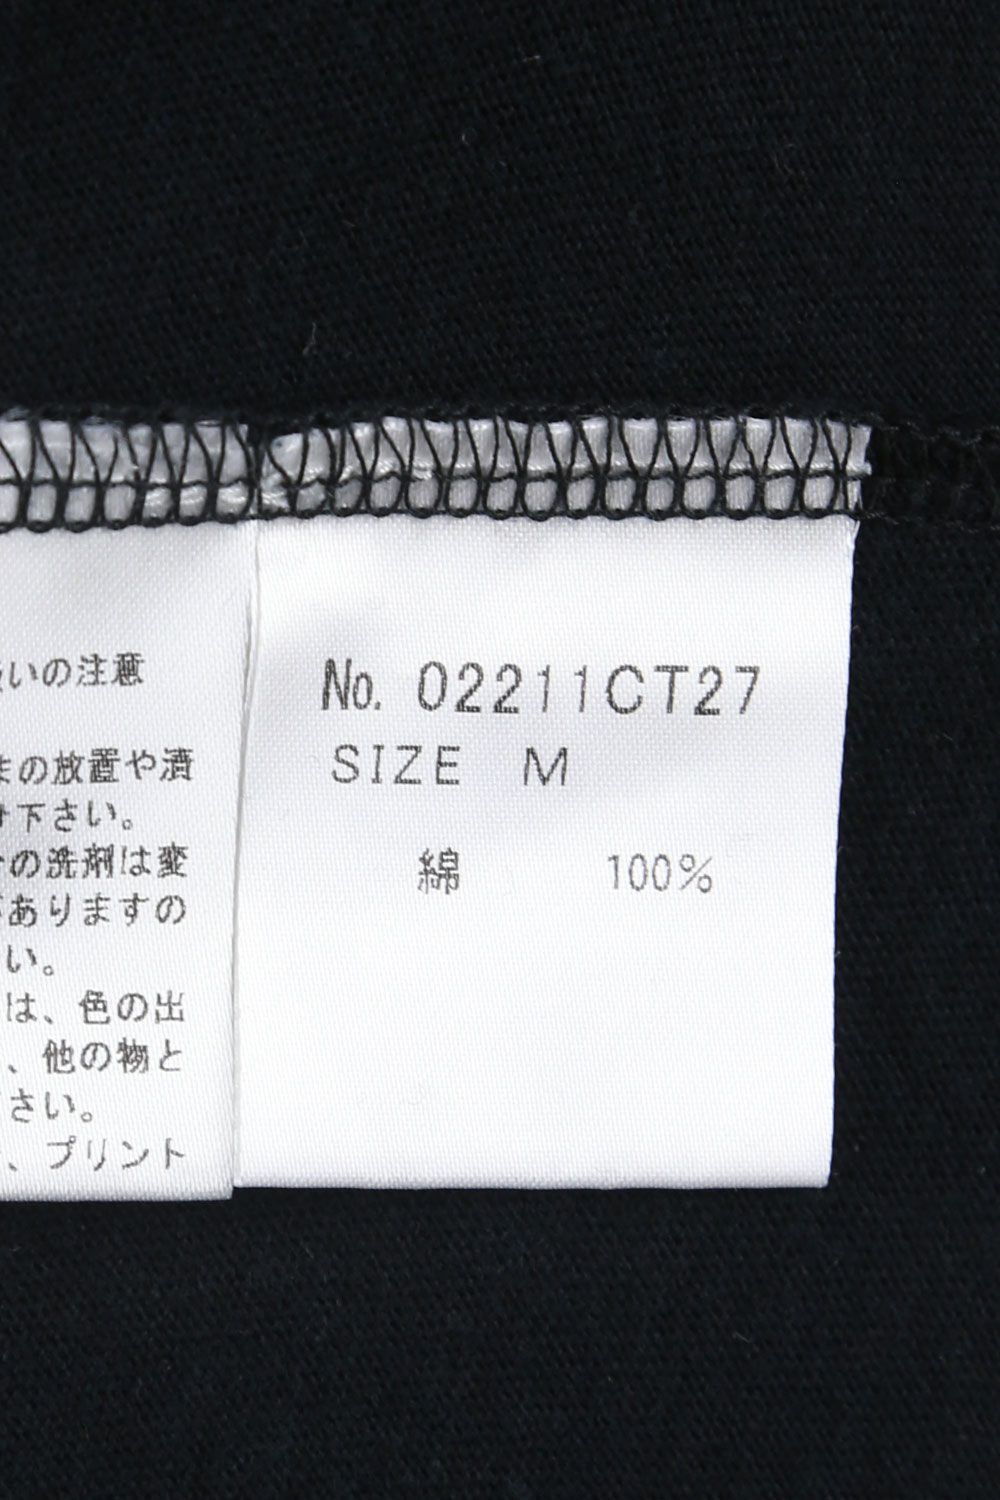 いの注意
の放置や漬
下さい。
の洗剤は変
がありますの
い。
は、色の出
、他の物と
さい。
、プリント
No. 02211CT27
SIZE M
綿 100%